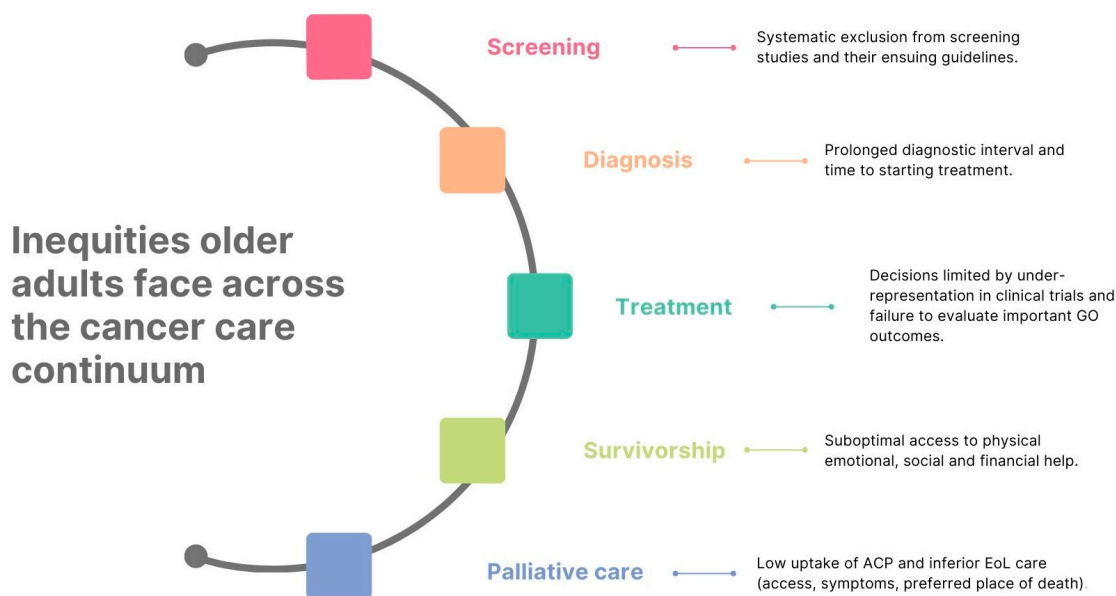 Inequities older
adults face across
the cancer care
continuum
Screening
Systematic exclusion from screening
studies and their ensuing guidelines.
Diagnosis
Prolonged diagnostic interval and
time to starting treatment.
Treatment
Decisions limited by under-
representation in clinical trials and
failure to evaluate important GO
outcomes.
Survivorship
Suboptimal access to physical
emotional, social and financial help.
Palliative care
Low uptake of ACP and inferior EoL care
(access, symptoms, preferred place of death).